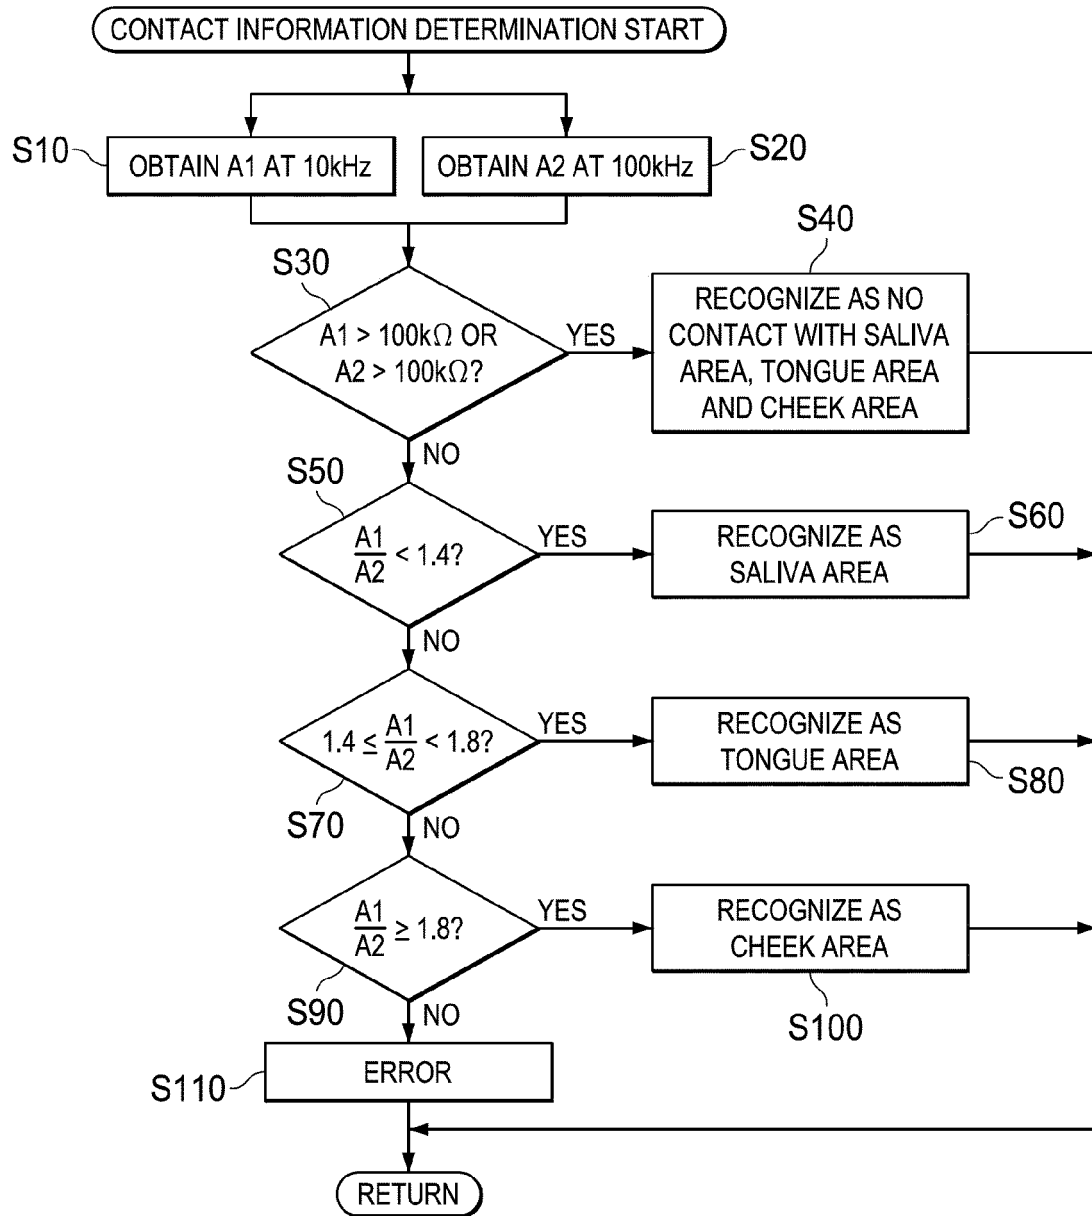 CONTACT INFORMATION DETERMINATION START
S10
OBTAIN A1 AT 10kHz
OBTAIN A2 AT 100kHz
S20
S30
A1 > 100kΩ OR
A2 > 100kΩ?
YES
NO
S40
RECOGNIZE AS NO
CONTACT WITH SALIVA
AREA, TONGUE AREA
AND CHEEK AREA
S50
A1
A2
< 1.4?
YES
NO
RECOGNIZE AS
SALIVA AREA
S60
1.4 ≤
A1
A2
< 1.8?
S70
YES
NO
RECOGNIZE AS
TONGUE AREA
S80
A1
A2
≥ 1.8?
S90
YES
NO
RECOGNIZE AS
CHEEK AREA
S100
S110
ERROR
RETURN